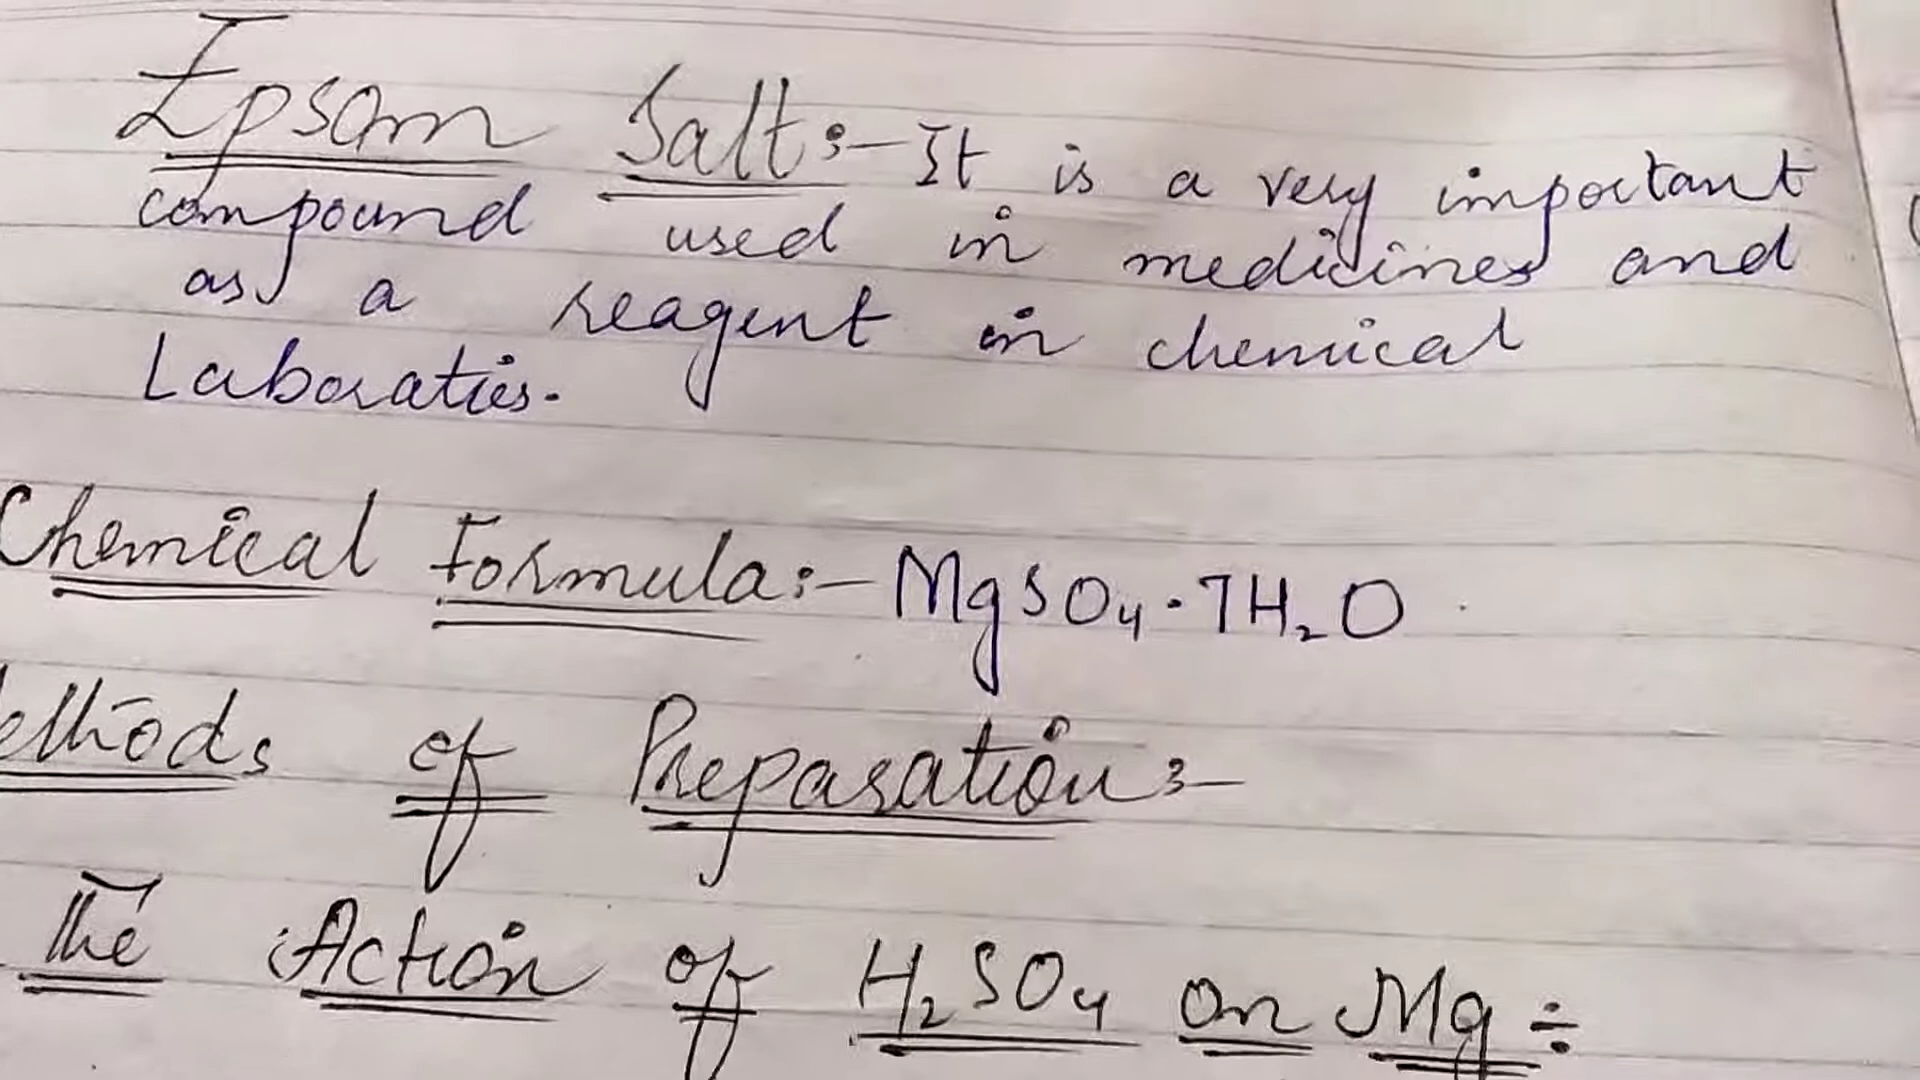 Epsom Salt:- It is a very important
compound used in medicines and
as a reagent in chemical
Laboraties.
Chemical Formula:- MgSO₄·7H₂O
ethods of Preparation:-
The Action of H₂SO₄ on Mg:-